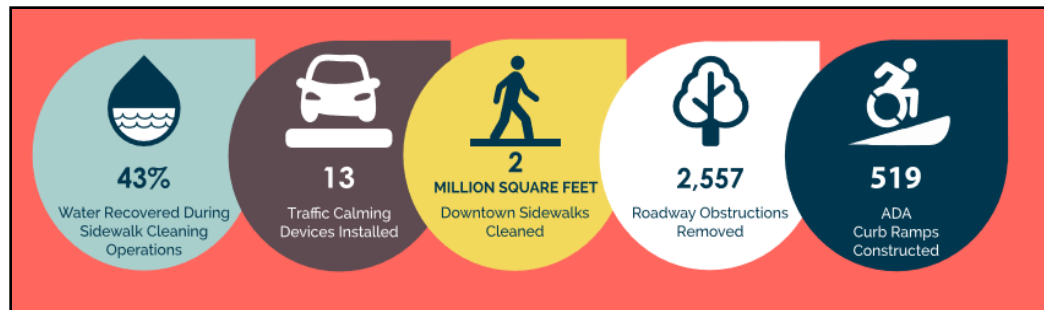 43%
Water Recovered During
Sidewalk Cleaning
Operations
13
Traffic Calming
Devices Installed
2
MILLION SQUARE FEET
Downtown Sidewalks
Cleaned
2,557
Roadway Obstructions
Removed
519
ADA
Curb Ramps
Constructed